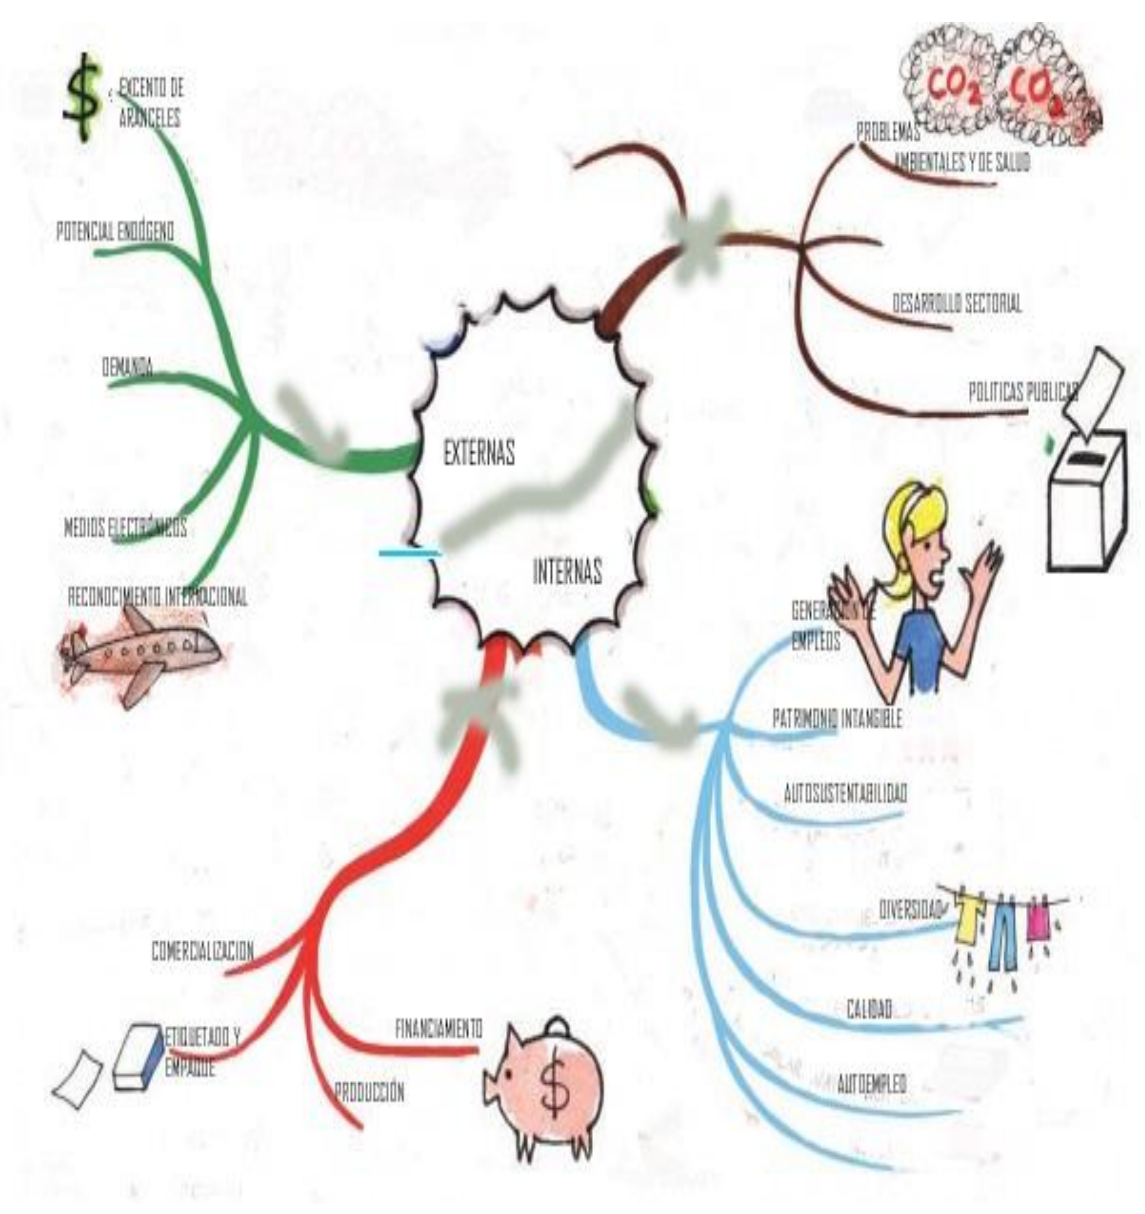 $
EXCENTO DE
ARANCELES
POTENCIAL ENDÓGENO
DEMANDA
MEDIOS ELECTRÓNICOS
RECONOCIMIENTO INTERNACIONAL
CO2 CO2
PROBLEMAS
AMBIENTALES Y DE SALUD
DESARROLLO SECTORIAL
POLITICAS PUBLICAS
EXTERNAS
INTERNAS
GENERACIÓN DE
EMPLEOS
PATRIMONIO INTANGIBLE
AUTOSUSTENTABILIDAD
DIVERSIDAD
CALIDAD
AUTOEMPLEO
COMERCIALIZACION
ETIQUETADO Y
EMPAQUE
FINANCIAMIENTO
PRODUCCIÓN
$